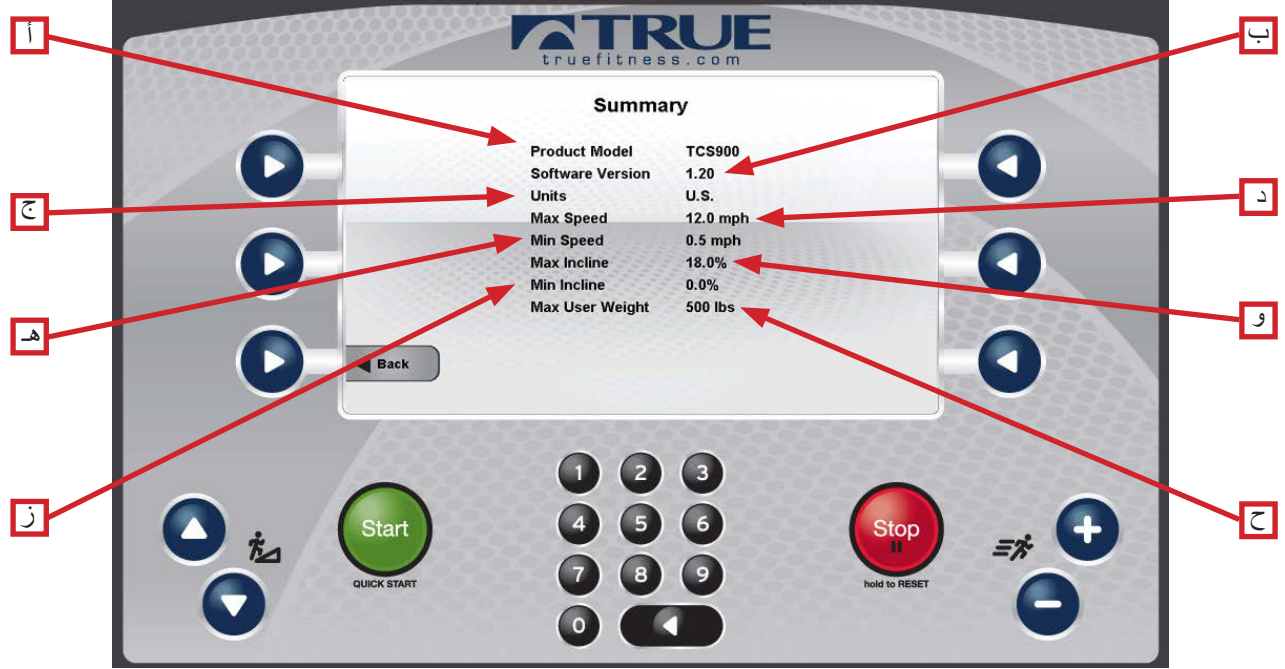 TRUE
truefitness.com
أ
ب
Summary
Product Model TCS900
Software Version 1.20
Units U.S.
Max Speed 12.0 mph
Min Speed 0.5 mph
Max Incline 18.0%
Min Incline 0.0%
Max User Weight 500 lbs
ج
د
هـ
و
Back
ز
ح
1 2 3
4 5 6
7 8 9
0
Start
QUICK START
Stop
hold to RESET